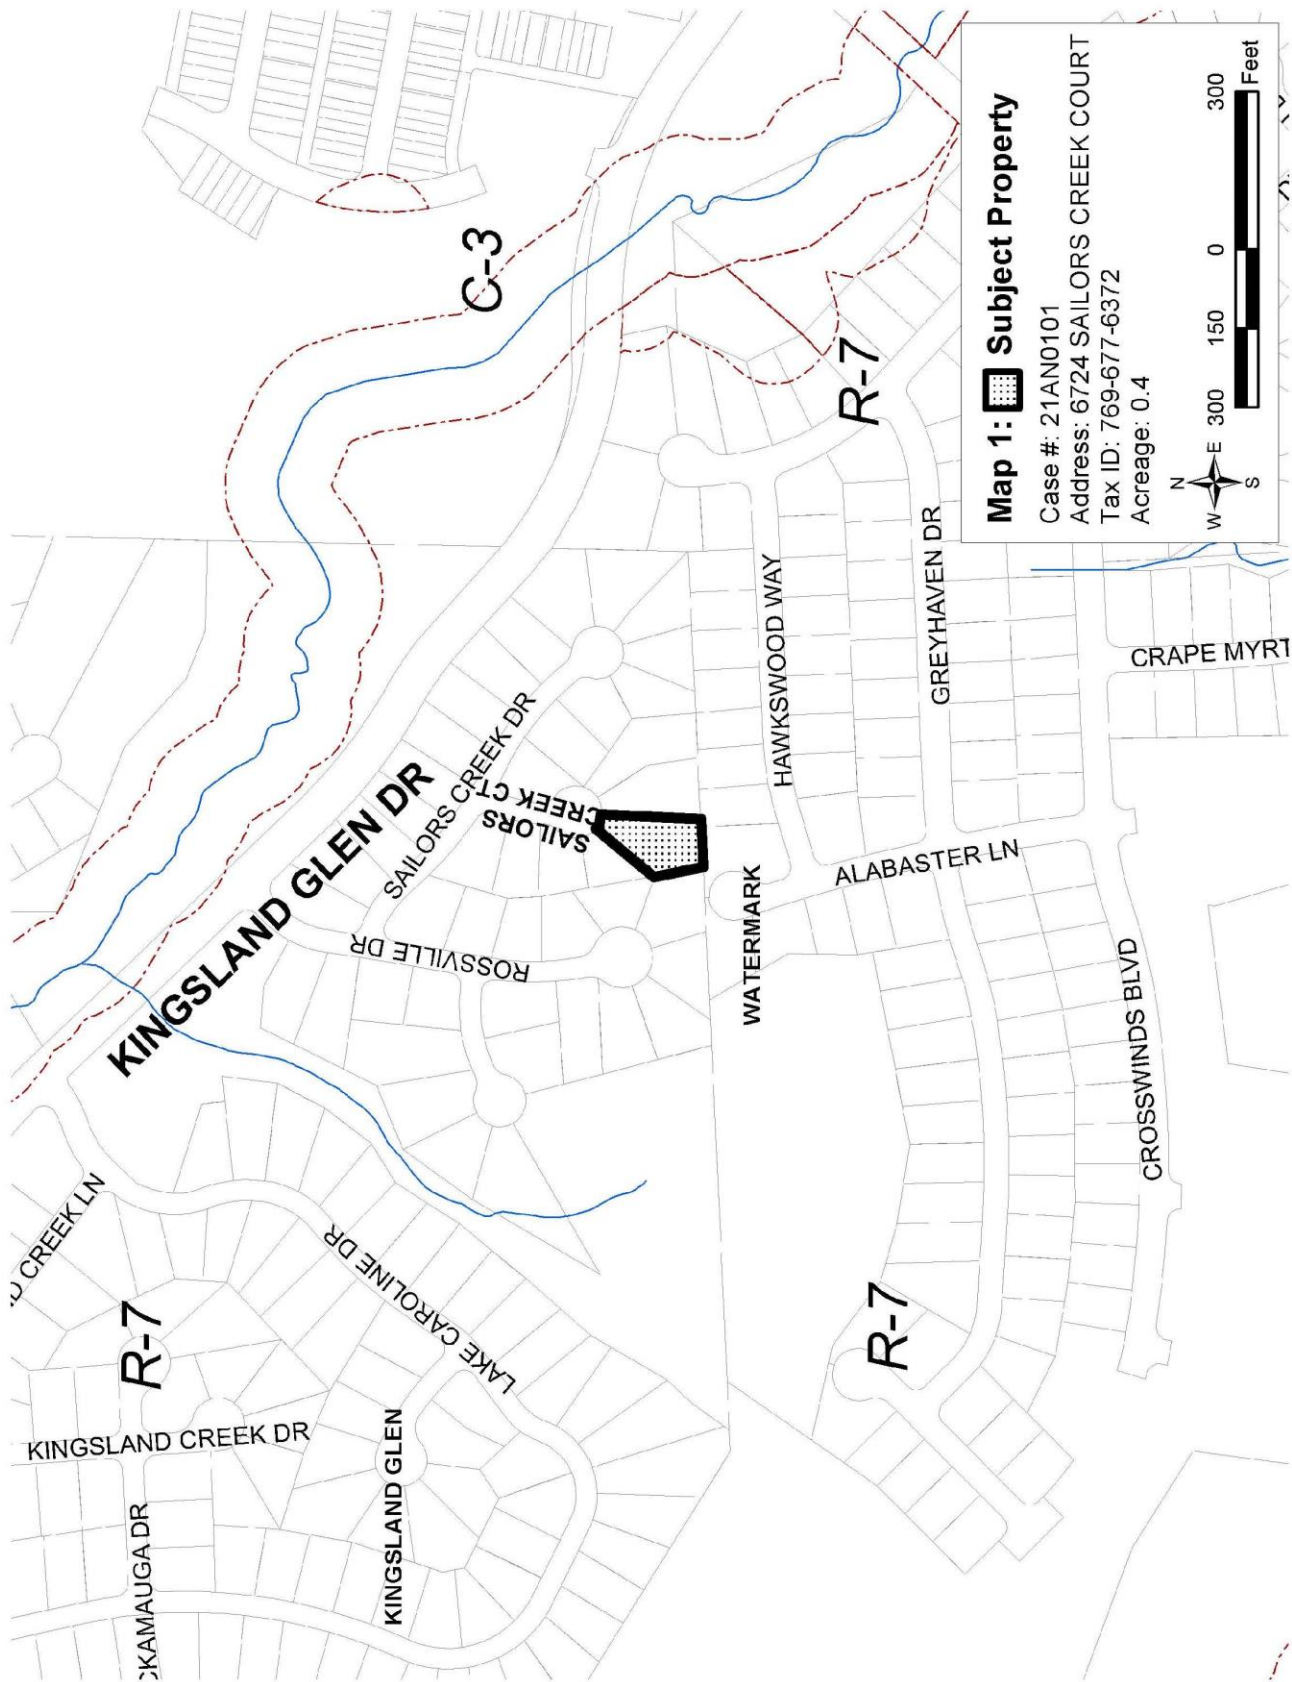 C-3
KINGSLAND GLEN DR
SAILORS CREEK DR
SAILORS
CREEK CT
ROSSVILLE DR
CREEK LN
R-7
KINGSLAND CREEK DR
CKAMAUGA DR
LAKE CAROLINE DR
KINGSLAND GLEN
WATERMARK
HAWKSWOOD WAY
GREYHAVEN DR
ALABASTER LN
CROSSWINDS BLVD
CRAPE MYRT
R-7
R-7
Map 1: Subject Property
Case #: 21AN0101
Address: 6724 SAILORS CREEK COURT
Tax ID: 769-677-6372
Acreage: 0.4
N
W E
S
300 150 0 300
Feet